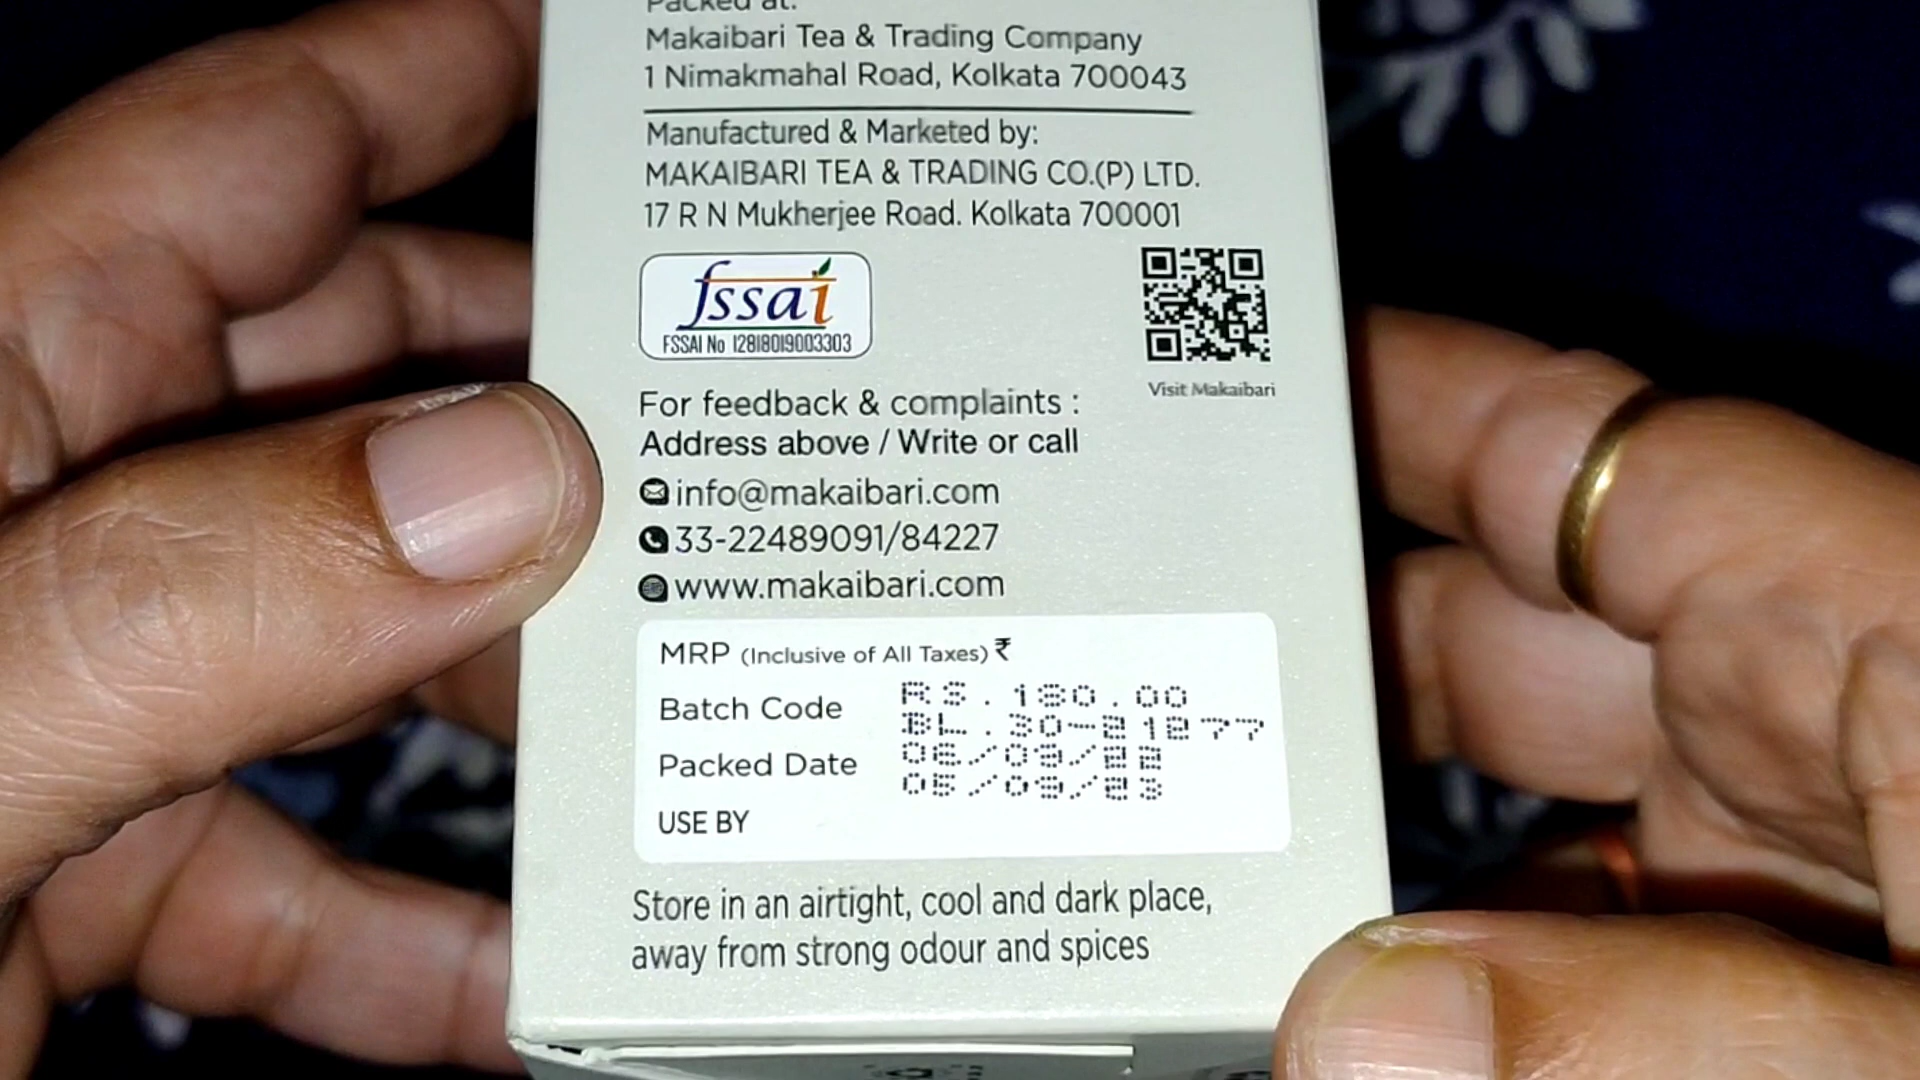 Packed at:
Makaibari Tea & Trading Company
1 Nimakmahal Road, Kolkata 700043
Manufactured & Marketed by:
MAKAIBARI TEA & TRADING CO.(P) LTD.
17 R N Mukherjee Road. Kolkata 700001
fssai
FSSAI No 12818019003303
Visit Makaibari
For feedback & complaints :
Address above / Write or call
info@makaibari.com
33-22489091/84227
www.makaibari.com
MRP (Inclusive of All Taxes) ₹
RS.180.00
Batch Code
BL.30-21277
06/09/22
Packed Date
05/09/23
USE BY
Store in an airtight, cool and dark place,
away from strong odour and spices